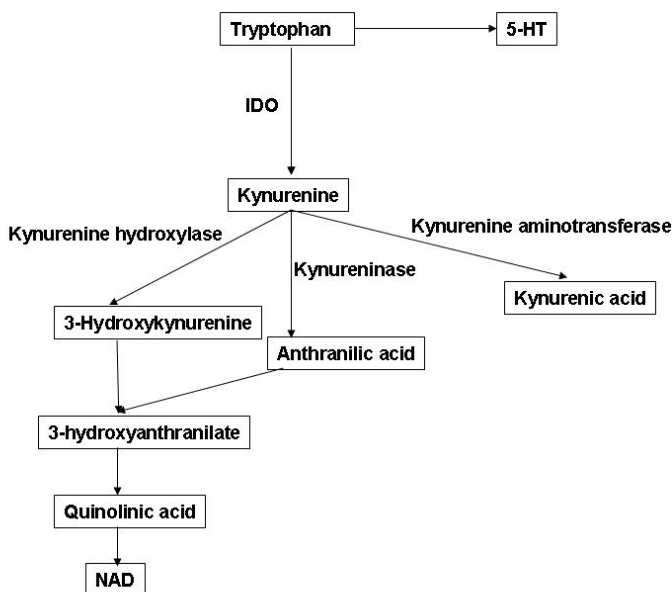 Tryptophan
5-HT
IDO
Kynurenine
Kynurenine hydroxylase
Kynurenine aminotransferase
Kynureninase
Kynurenic acid
3-Hydroxykynurenine
Anthranilic acid
3-hydroxyanthranilate
Quinolinic acid
NAD